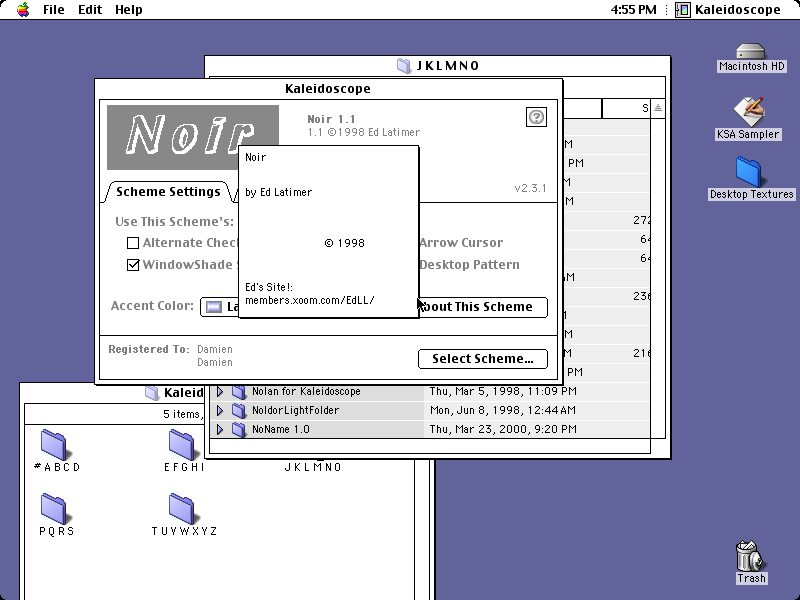 File Edit Help
4:55 PM
Kaleidoscope
JKLMNO
Kaleidoscope
Macintosh HD
KSA Sampler
Desktop Textures
Trash
Noir
Noir 1.1
1.1 ©1998 Ed Latimer
v2.3.1
Scheme Settings
Use This Scheme's:
Alternate Chec
Arrow Cursor
WindowShade
Desktop Pattern
Accent Color:
La
bout This Scheme
Registered To: Damien
Damien
Select Scheme...
Noir
by Ed Latimer
© 1998
Ed's Site!:
members.xoom.com/EdLL/
S
M
272
PM
64
M
64
M
236
M
216
PM
Nolan for Kaleidoscope Thu, Mar 5, 1998, 11:09 PM
NoldorLightFolder Mon, Jun 8, 1998, 12:44 AM
NoName 1.0 Thu, Mar 23, 2000, 9:20 PM
Kaleid
5 items,
#ABCD
EFGHI
JKLMNO
PQRS
TUVWXYZ